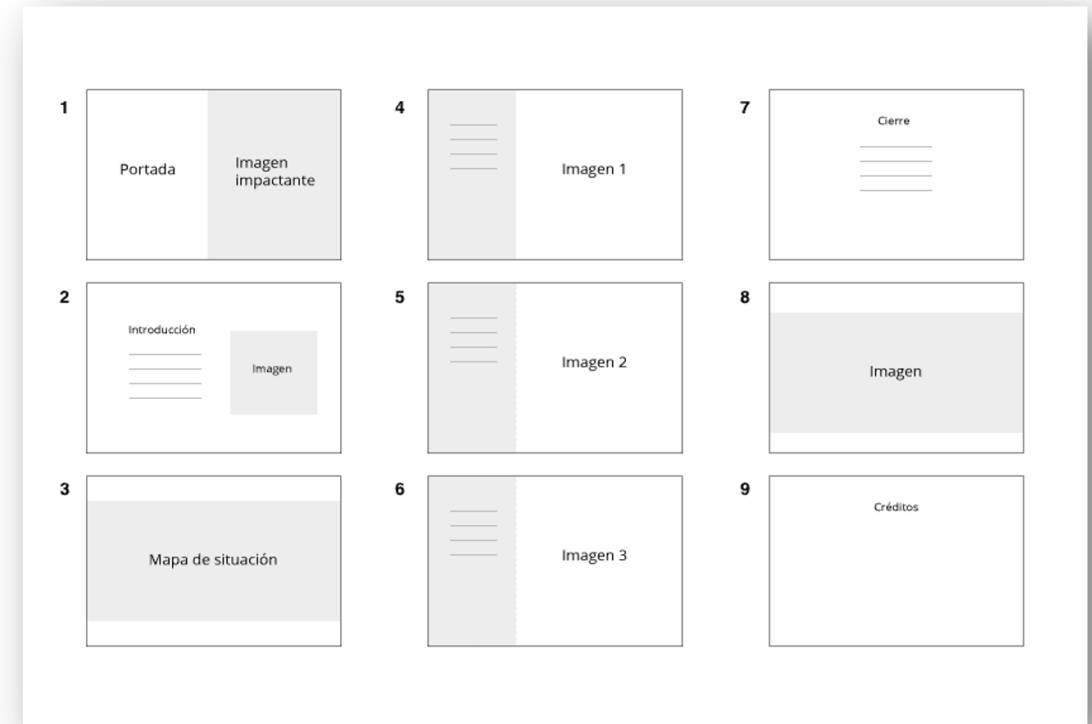 1
Portada
Imagen
impactante
2
Introducción
Imagen
3
Mapa de situación
4
Imagen 1
5
Imagen 2
6
Imagen 3
7
Cierre
8
Imagen
9
Créditos